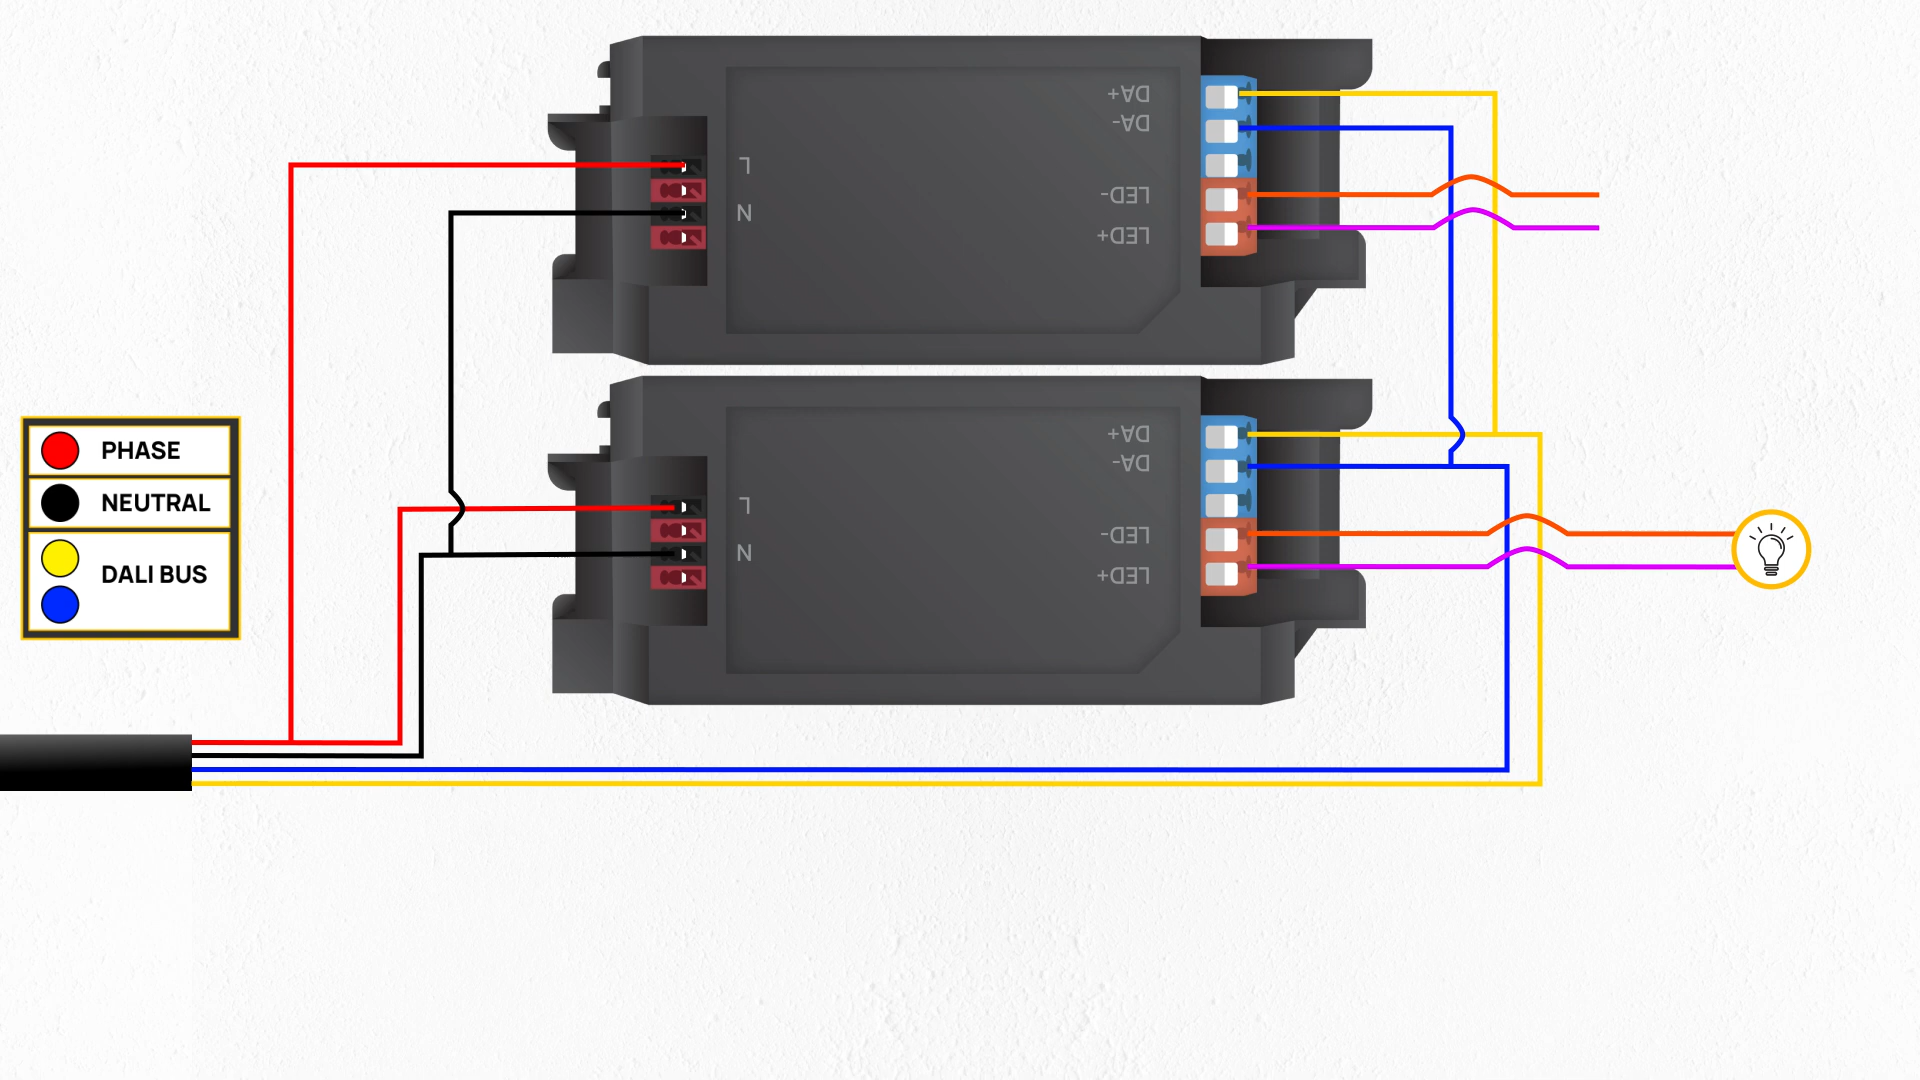 DA+
DA-
L
N
LED-
LED+
DA+
DA-
L
N
LED-
LED+
PHASE
NEUTRAL
DALI BUS